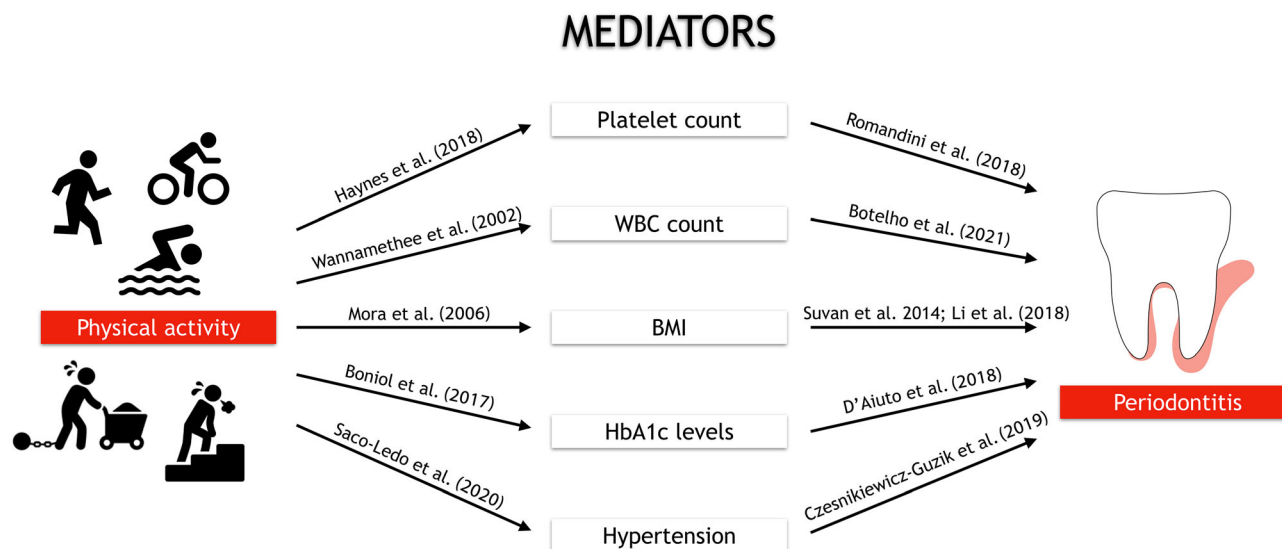 MEDIATORS
Platelet count
WBC count
BMI
HbA1c levels
Hypertension
Physical activity
Haynes et al. (2018)
Wannamethee et al. (2002)
Mora et al. (2006)
Boniol et al. (2017)
Saco-Ledo et al. (2020)
Romandini et al. (2018)
Botelho et al. (2021)
Suvan et al. 2014; Li et al. (2018)
D'Aiuto et al. (2018)
Czesnikiewicz-Guzik et al. (2019)
Periodontitis